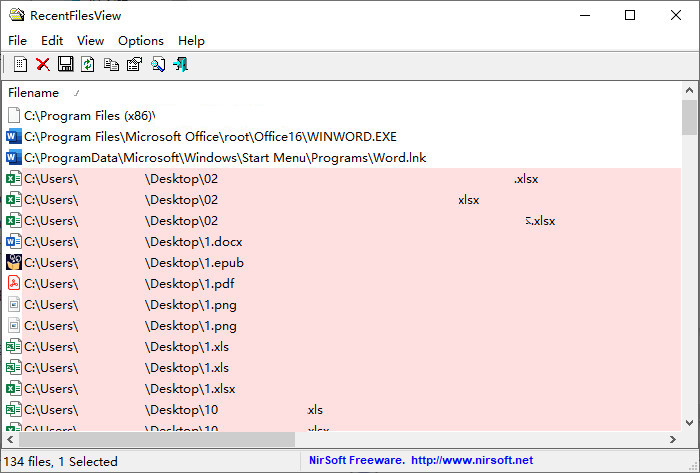 RecentFilesView
File Edit View Options Help
Filename
C:\Program Files (x86)\
C:\Program Files\Microsoft Office\root\Office16\WINWORD.EXE
C:\ProgramData\Microsoft\Windows\Start Menu\Programs\Word.lnk
C:\Users\ \Desktop\02 .xlsx
C:\Users\ \Desktop\02 xlsx
C:\Users\ \Desktop\02 .xlsx
C:\Users\ \Desktop\1.docx
C:\Users\ \Desktop\1.epub
C:\Users\ \Desktop\1.pdf
C:\Users\ \Desktop\1.png
C:\Users\ \Desktop\1.png
C:\Users\ \Desktop\1.xls
C:\Users\ \Desktop\1.xls
C:\Users\ \Desktop\1.xlsx
C:\Users\ \Desktop\10 xls
C:\Users\ \Desktop\10 xlsx
134 files, 1 Selected NirSoft Freeware. http://www.nirsoft.net